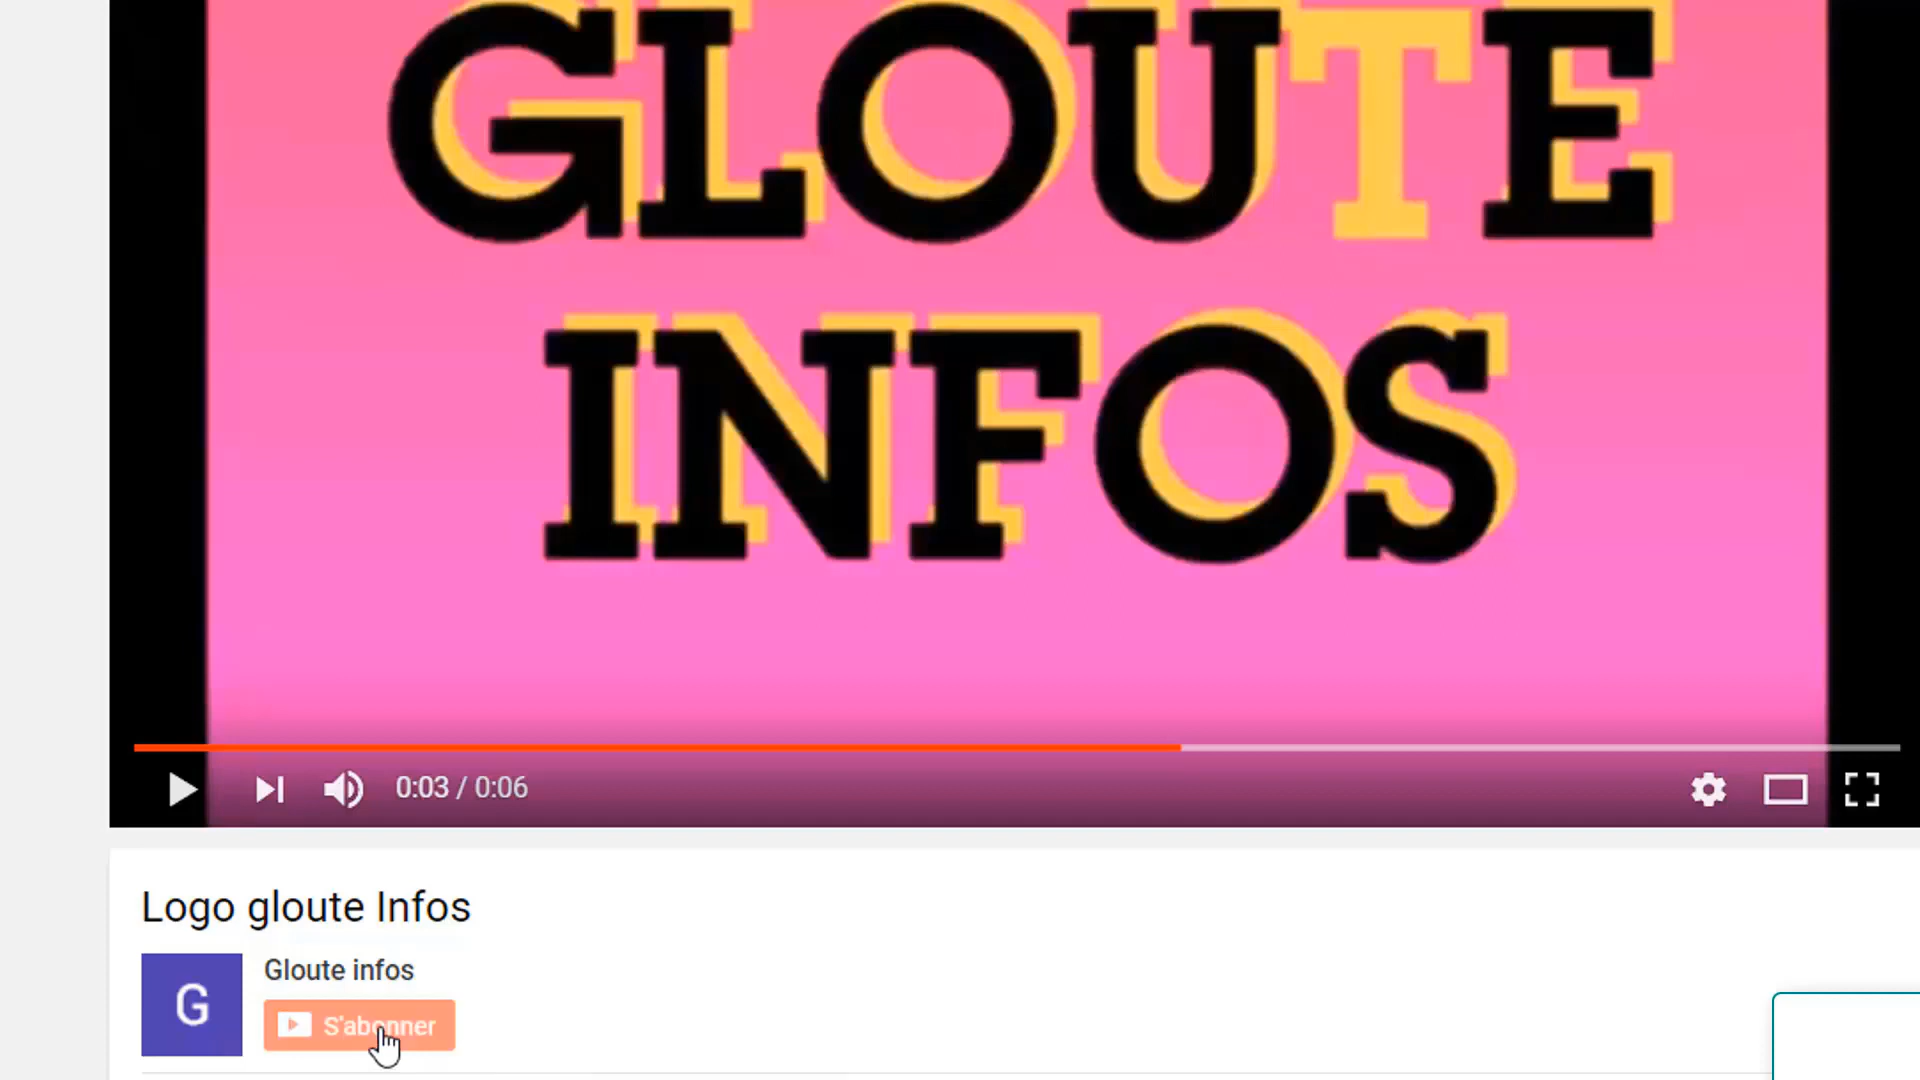 GLOUTE
INFOS
0:03 / 0:06
Logo gloute Infos
G
Gloute infos
S'abonner